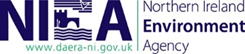 NIEA
Northern Ireland
Environment
Agency
www.daera-ni.gov.uk